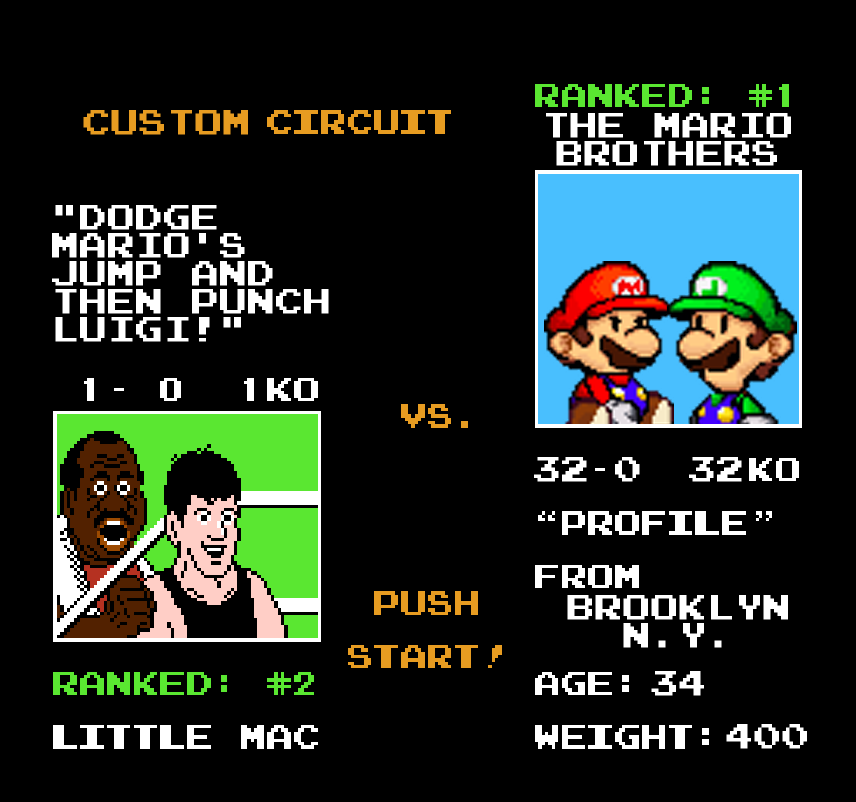 CUSTOM CIRCUIT
"DODGE
MARIO'S
JUMP AND
THEN PUNCH
LUIGI!"
1- 0 1KO
RANKED: #2
LITTLE MAC
VS.
PUSH
START!
RANKED: #1
THE MARIO
BROTHERS
M
L
32-0 32KO
“PROFILE”
FROM
BROOKLYN
N.Y.
AGE: 34
WEIGHT: 400